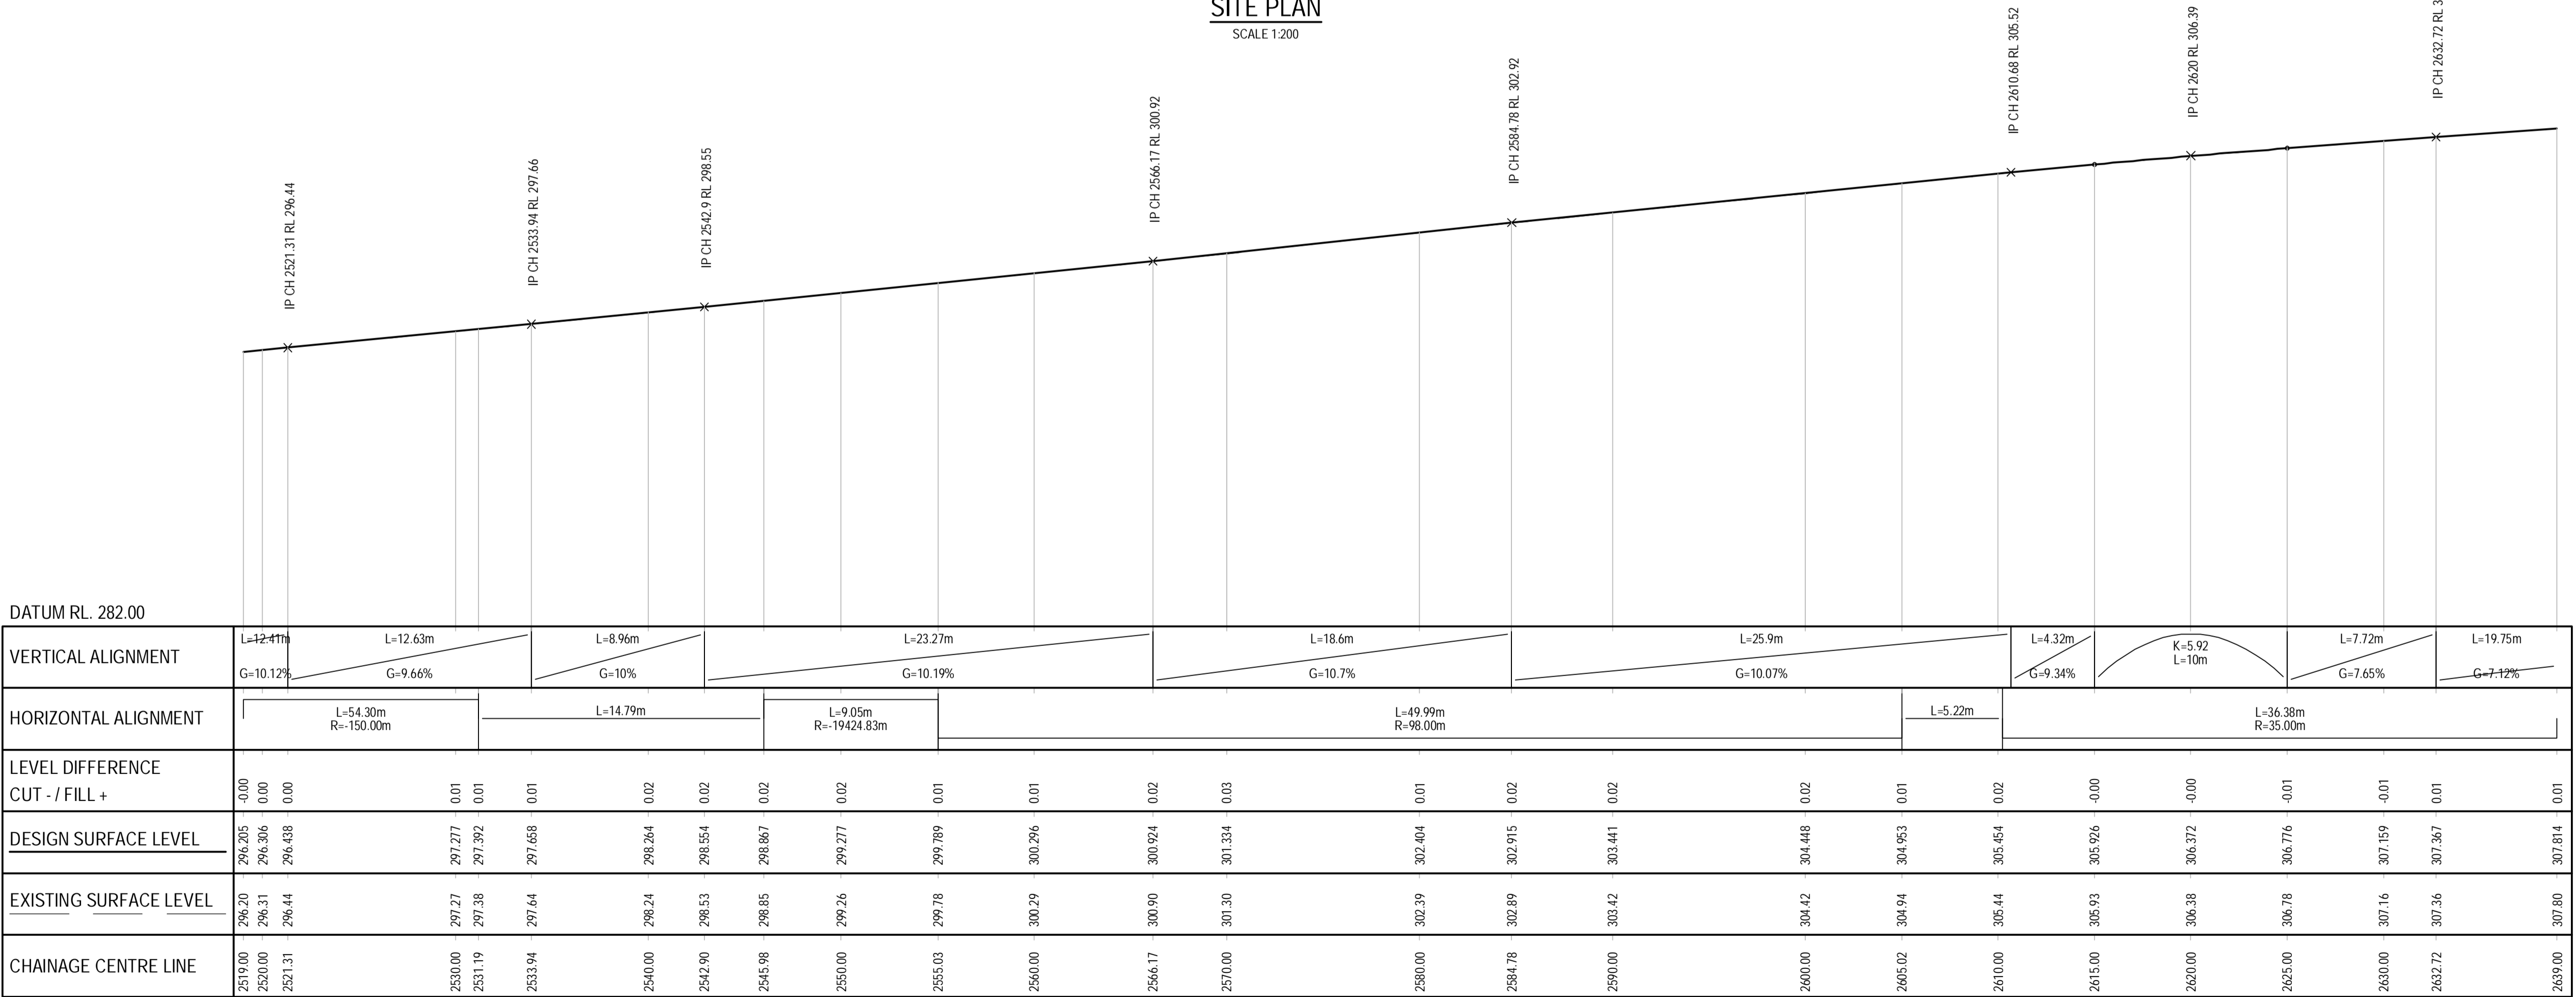 SITE PLAN
SCALE 1:200
IP CH 2521.31 RL 296.44
IP CH 2533.94 RL 297.66
IP CH 2542.9 RL 298.55
IP CH 2566.17 RL 300.92
IP CH 2584.78 RL 302.92
IP CH 2610.68 RL 305.52
IP CH 2620 RL 306.39
IP CH 2632.72 RL 3
DATUM RL. 282.00
VERTICAL ALIGNMENT
L=12.41m
G=10.12%
L=12.63m
G=9.66%
L=8.96m
G=10%
L=23.27m
G=10.19%
L=18.6m
G=10.7%
L=25.9m
G=10.07%
L=4.32m
G=9.34%
K=5.92
L=10m
L=7.72m
G=7.65%
L=19.75m
G=7.12%
HORIZONTAL ALIGNMENT
L=54.30m
R=-150.00m
L=14.79m
L=9.05m
R=-19424.83m
L=49.99m
R=98.00m
L=5.22m
L=36.38m
R=35.00m
LEVEL DIFFERENCE
CUT - / FILL +
-0.00 0.00 0.00 0.01 0.01 0.01 0.02 0.02 0.02 0.02 0.01 0.01 0.02 0.03 0.01 0.02 0.02 0.02 0.01 0.02 -0.00 -0.00 -0.01 -0.01 0.01 0.01
DESIGN SURFACE LEVEL
296.205 296.306 296.438 297.277 297.392 297.658 298.264 298.554 298.867 299.277 299.789 300.296 300.924 301.334 302.404 302.915 303.441 304.448 304.953 305.454 305.926 306.372 306.776 307.159 307.367 307.814
EXISTING SURFACE LEVEL
296.20 296.31 296.44 297.27 297.38 297.64 298.24 298.53 298.85 299.26 299.78 300.29 300.90 301.30 302.39 302.89 303.42 304.42 304.94 305.44 305.93 306.38 306.78 307.16 307.36 307.80
CHAINAGE CENTRE LINE
2519.00 2520.00 2521.31 2530.00 2531.19 2533.94 2540.00 2542.90 2545.98 2550.00 2555.03 2560.00 2566.17 2570.00 2580.00 2584.78 2590.00 2600.00 2605.02 2610.00 2615.00 2620.00 2625.00 2630.00 2632.72 2639.00